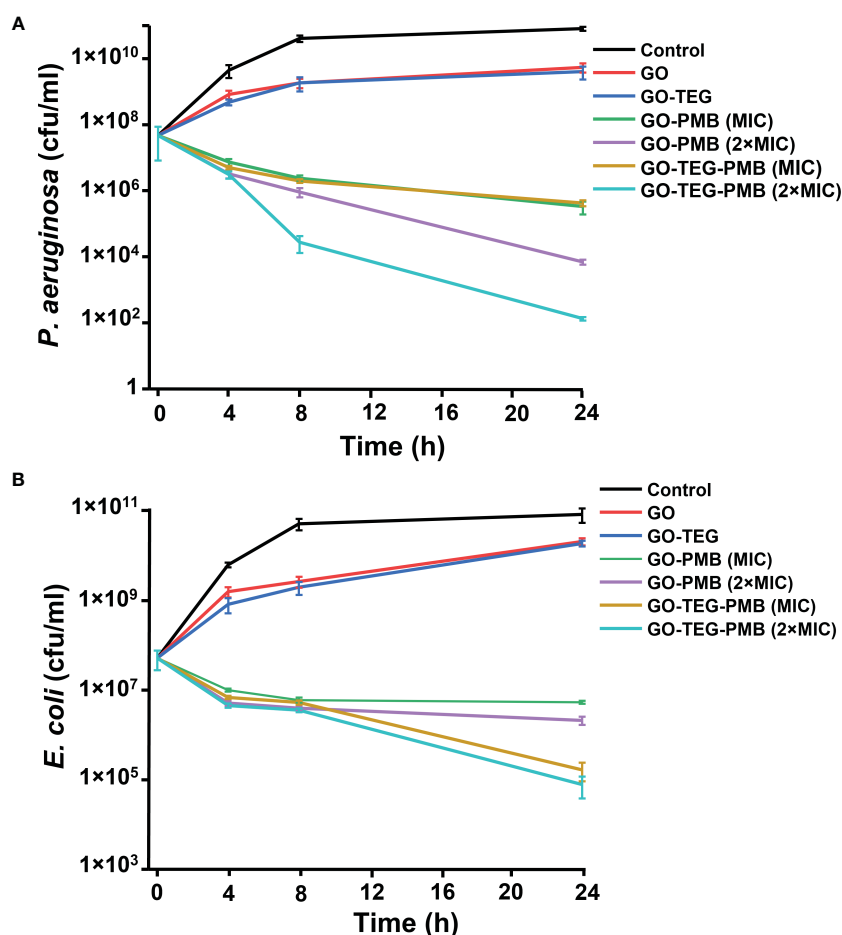 A
P. aeruginosa (cfu/ml)
1×10¹⁰
1×10⁸
1×10⁶
1×10⁴
1×10²
1
0 4 8 12 16 20 24
Time (h)
Control
GO
GO-TEG
GO-PMB (MIC)
GO-PMB (2×MIC)
GO-TEG-PMB (MIC)
GO-TEG-PMB (2×MIC)
B
E. coli (cfu/ml)
1×10¹¹
1×10⁹
1×10⁷
1×10⁵
1×10³
0 4 8 12 16 20 24
Time (h)
Control
GO
GO-TEG
GO-PMB (MIC)
GO-PMB (2×MIC)
GO-TEG-PMB (MIC)
GO-TEG-PMB (2×MIC)